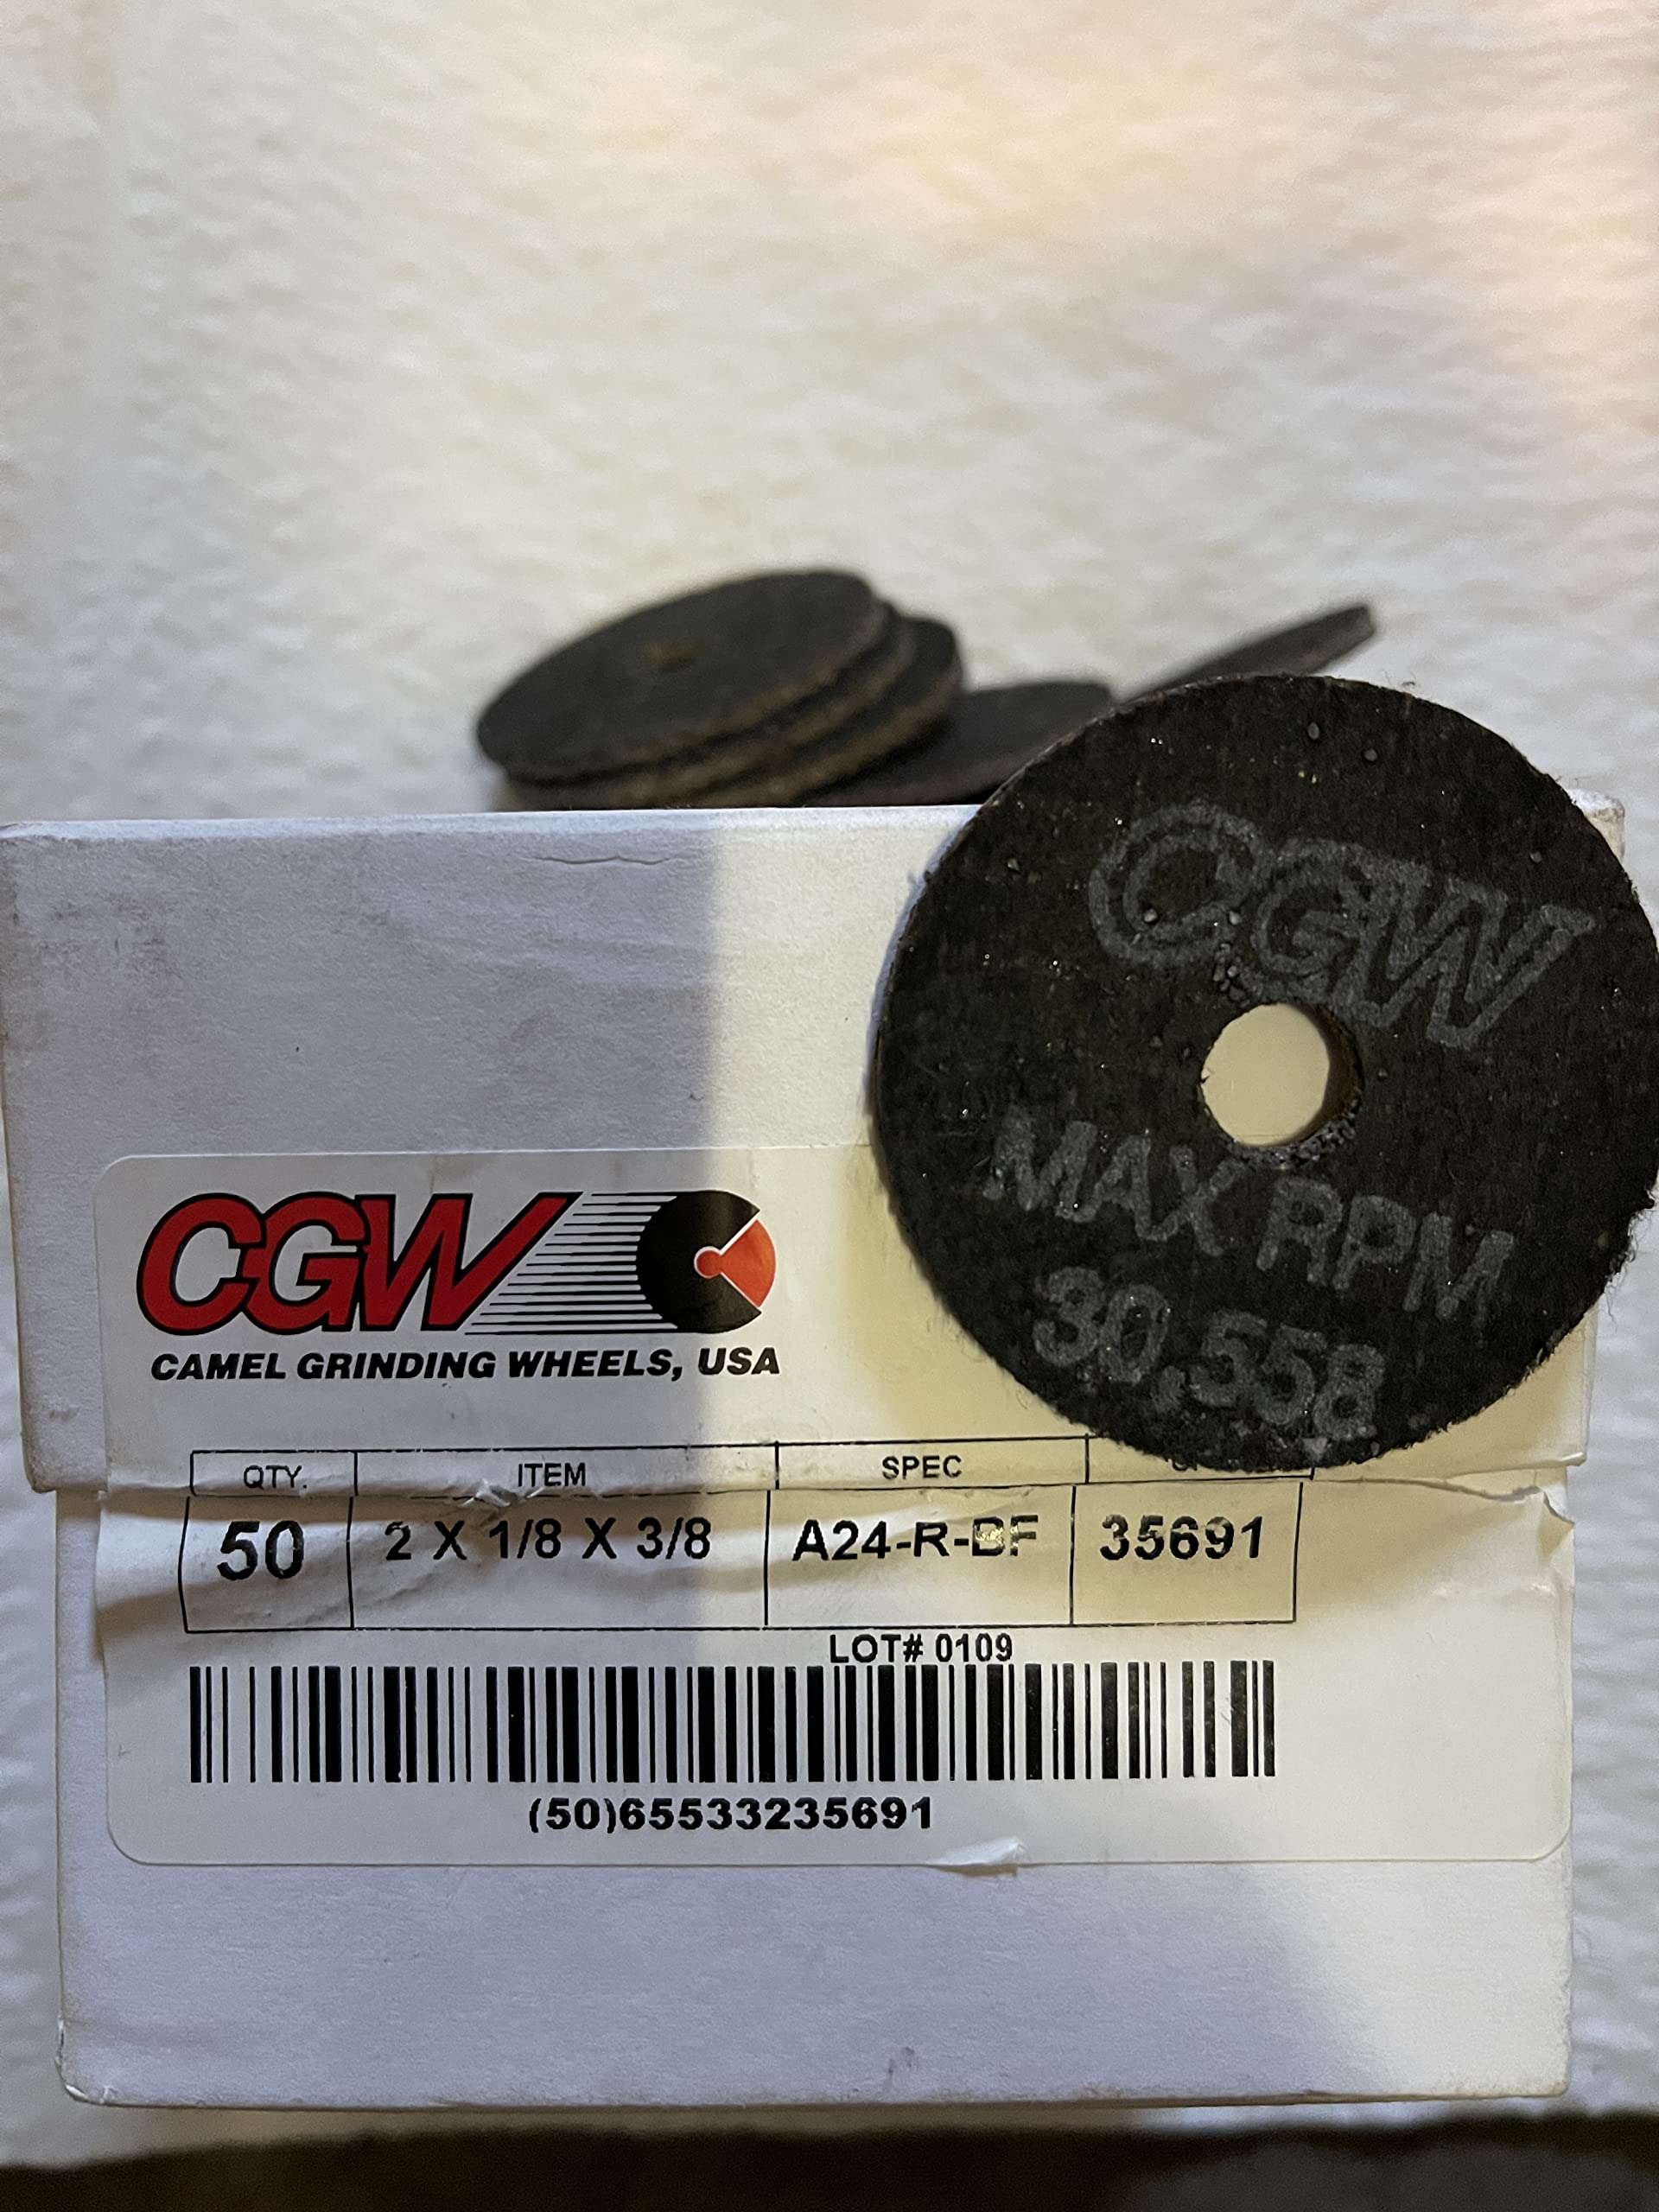 CGW
MAX RPM
30,558
CGW
CAMEL GRINDING WHEELS, USA
QTY. ITEM SPEC
50 2 X 1/8 X 3/8 A24-R-BF 35691
LOT# 0109
(50)65533235691